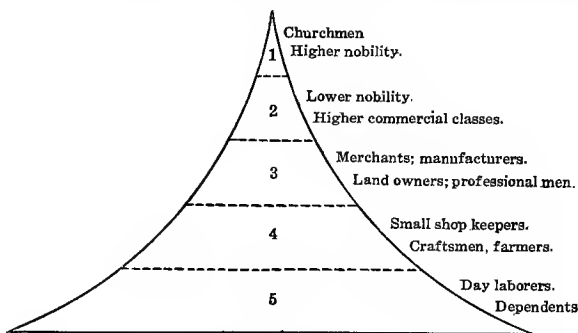 Churchmen
1 Higher nobility.
Lower nobility.
2 Higher commercial classes.
Merchants; manufacturers.
3 Land owners; professional men.
Small shop keepers.
4 Craftsmen, farmers.
Day laborers.
5 Dependents